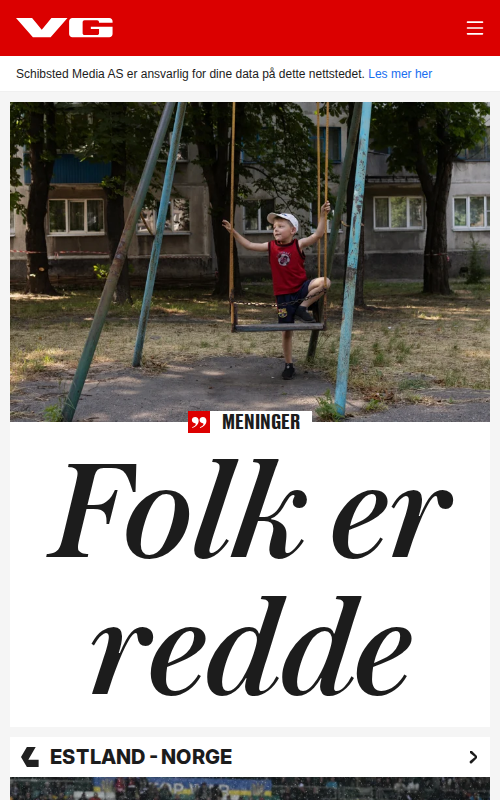 VG
Schibsted Media AS er ansvarlig for dine data på dette nettstedet. Les mer her
MENINGER
Folk er
redde
ESTLAND - NORGE